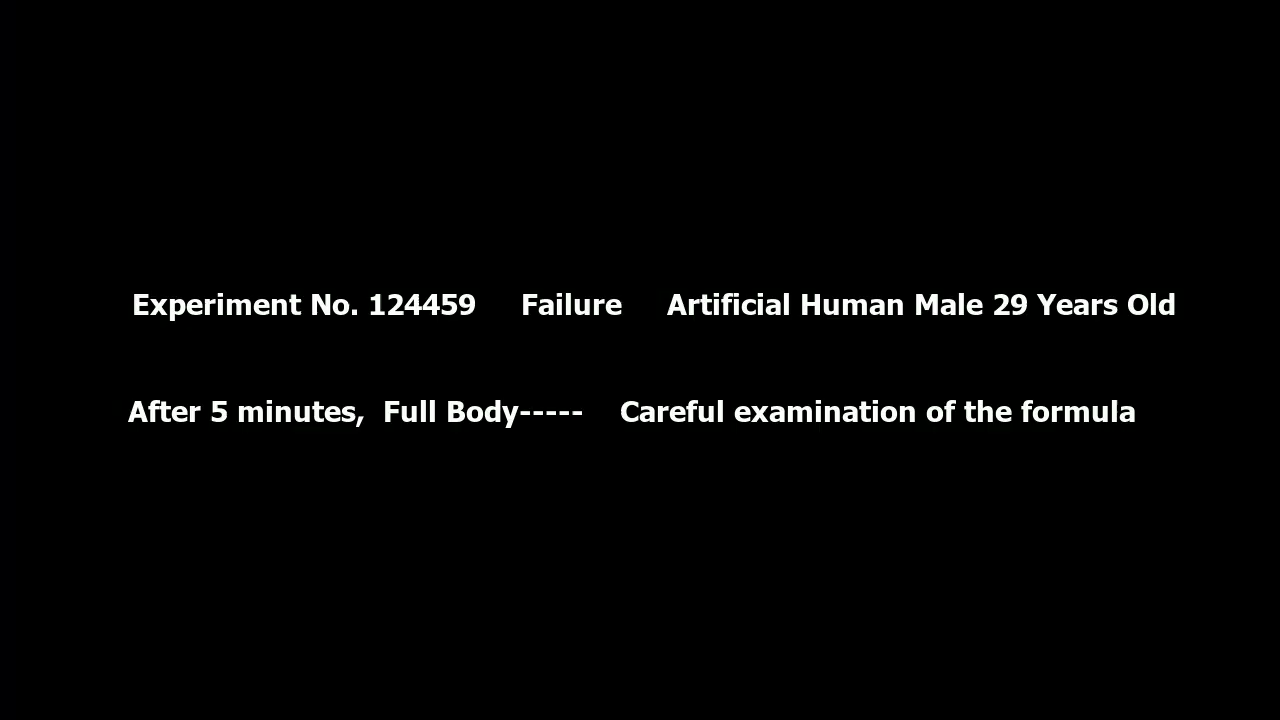 Experiment No. 124459 Failure Artificial Human Male 29 Years Old
After 5 minutes, Full Body----- Careful examination of the formula